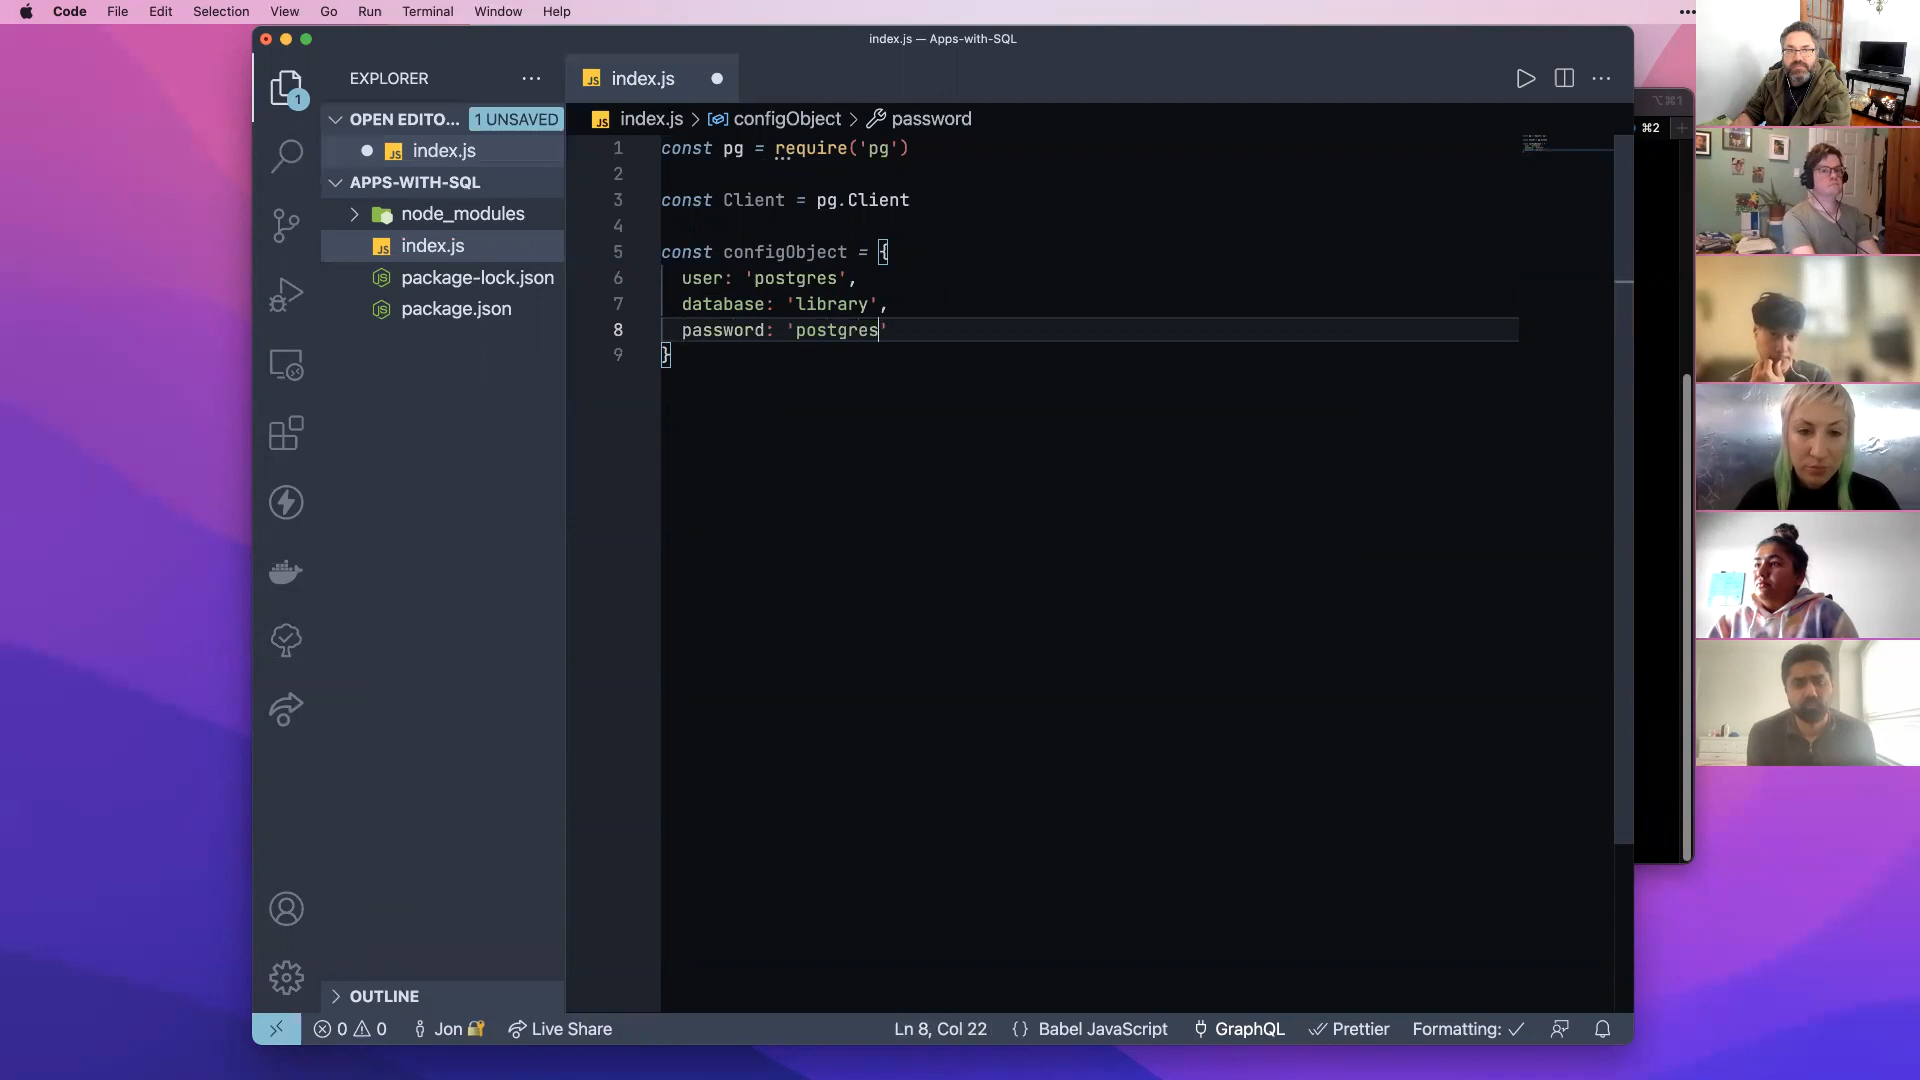 Code File Edit Selection View Go Run Terminal Window Help
index.js — Apps-with-SQL
EXPLORER
index.js
OPEN EDITO... 1 UNSAVED
index.js
APPS-WITH-SQL
node_modules
index.js
package-lock.json
package.json
OUTLINE
index.js > configObject > password
1 const pg = require('pg')
2
3 const Client = pg.Client
4
5 const configObject = {
6 user: 'postgres',
7 database: 'library',
8 password: 'postgres'
9 }
⌥⌘1
⌘2
1
0 0 Jon Live Share Ln 8, Col 22 {} Babel JavaScript GraphQL Prettier Formatting: ✓